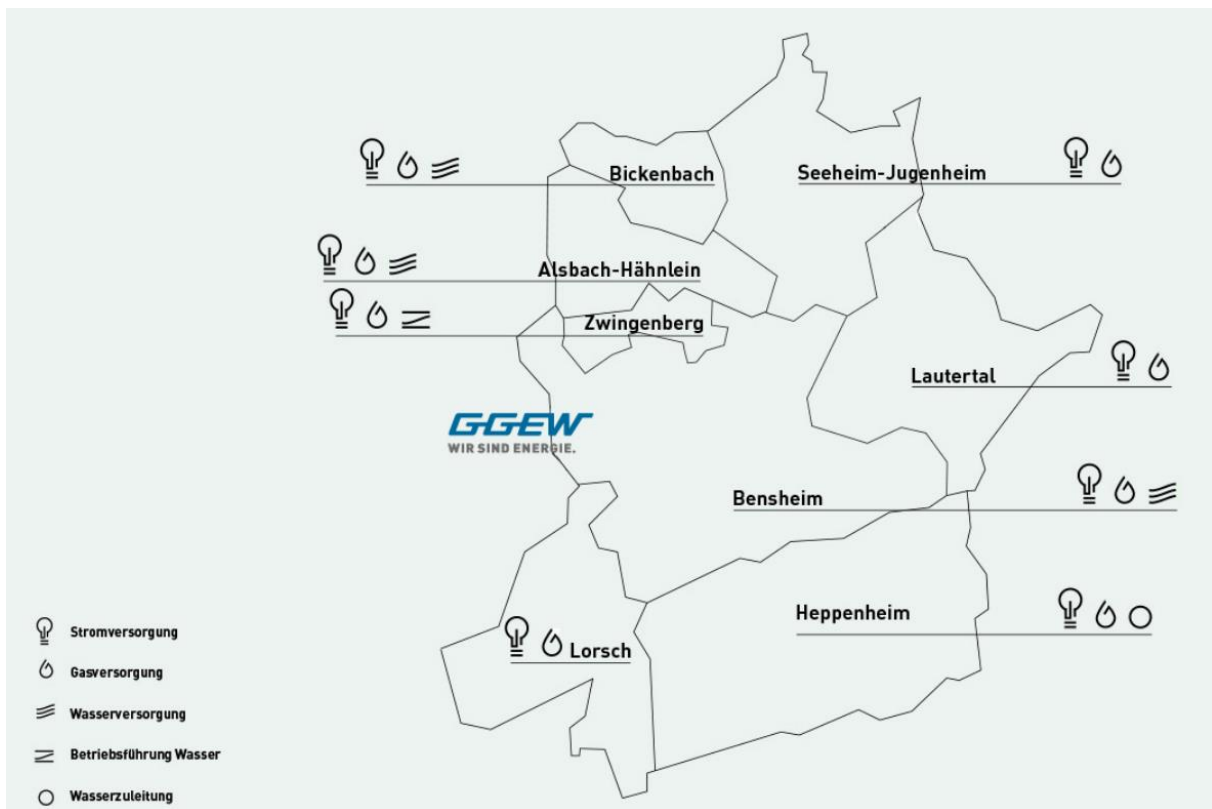 Bickenbach
Seeheim-Jugenheim
Alsbach-Hähnlein
Zwingenberg
Lautertal
GGEW
WIR SIND ENERGIE.
Bensheim
Heppenheim
Lorsch
Stromversorgung
Gasversorgung
Wasserversorgung
Betriebsführung Wasser
Wasserzuleitung